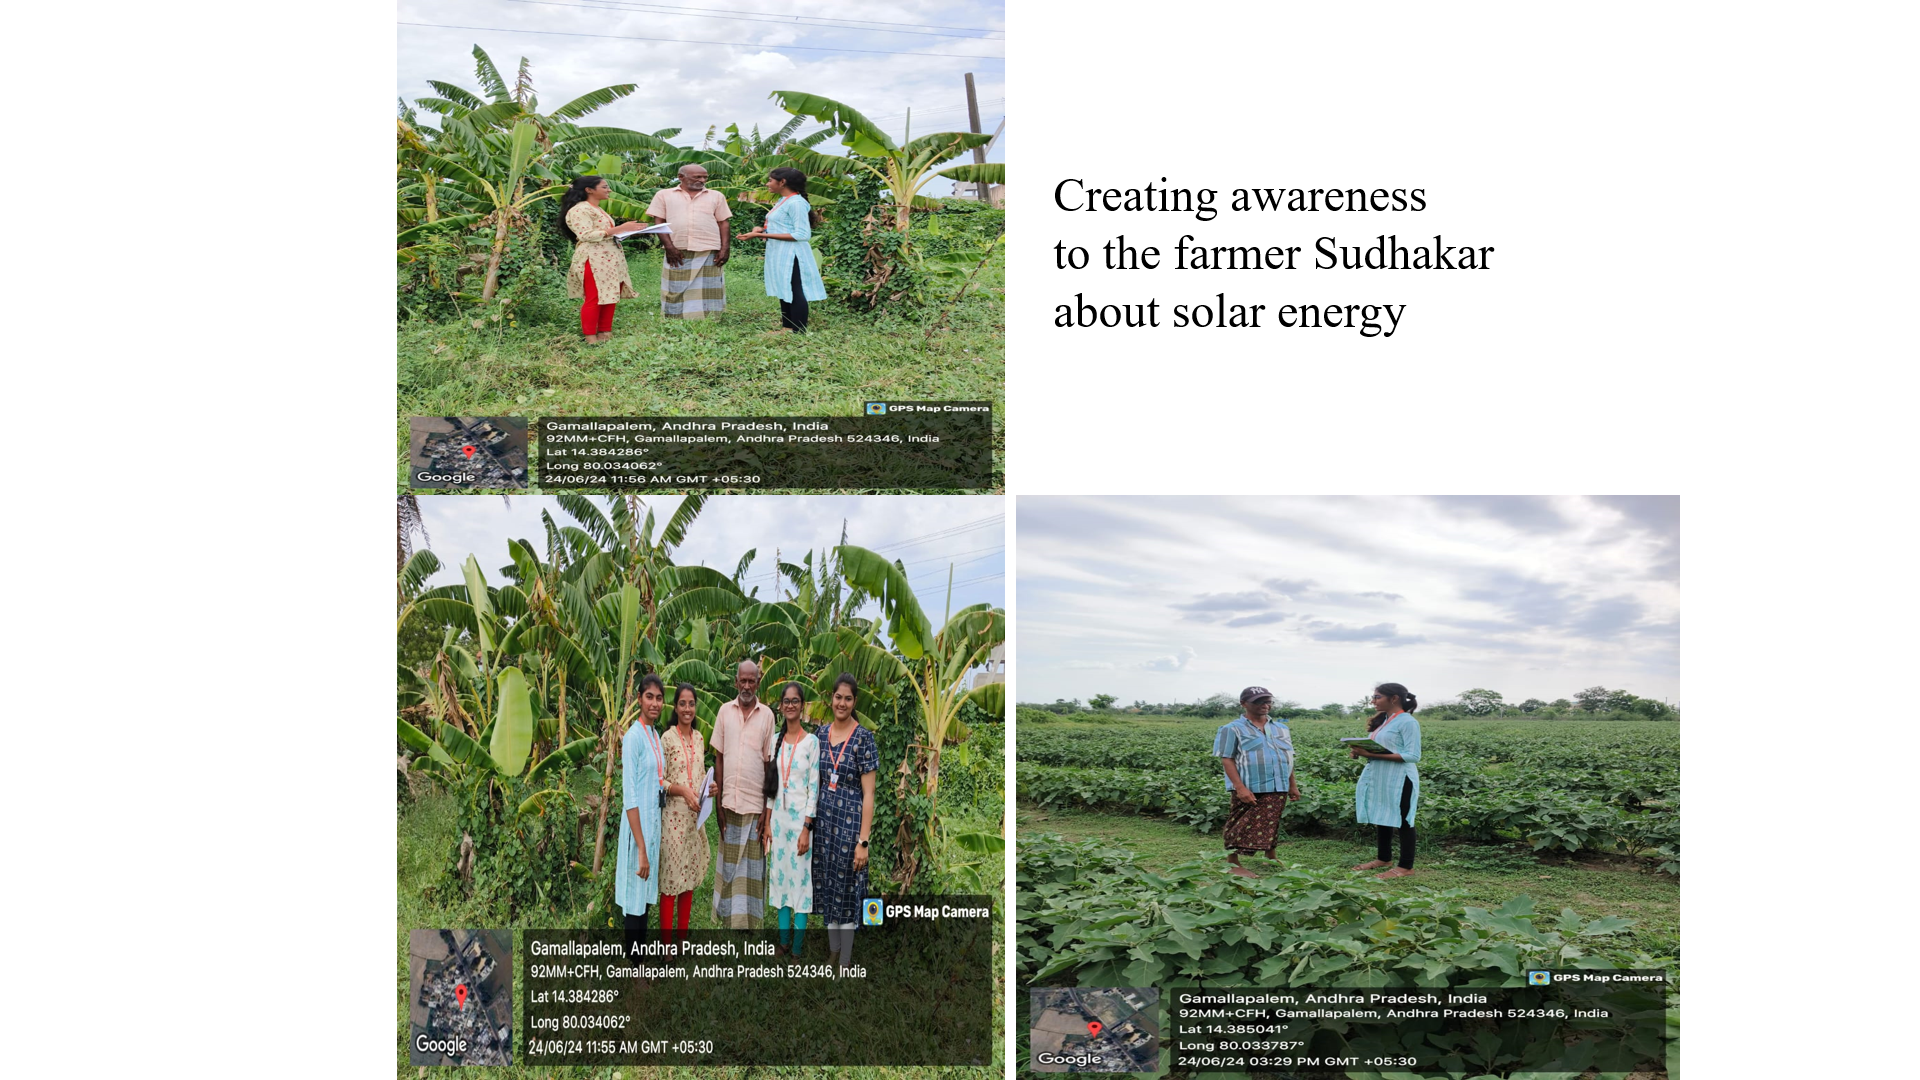 Creating awareness
to the farmer Sudhakar
about solar energy
GPS Map Camera
Gamallapalem, Andhra Pradesh, India
92MM+CFH, Gamallapalem, Andhra Pradesh 524346, India
Lat 14.384286°
Long 80.034062°
24/06/24 11:56 AM GMT +05:30
Google
GPS Map Camera
Gamallapalem, Andhra Pradesh, India
92MM+CFH, Gamallapalem, Andhra Pradesh 524346, India
Lat 14.384286°
Long 80.034062°
24/06/24 11:55 AM GMT +05:30
Google
GPS Map Camera
Gamallapalem, Andhra Pradesh, India
92MM+CFH, Gamallapalem, Andhra Pradesh 524346, India
Lat 14.385041°
Long 80.033787°
24/06/24 03:29 PM GMT +05:30
Google